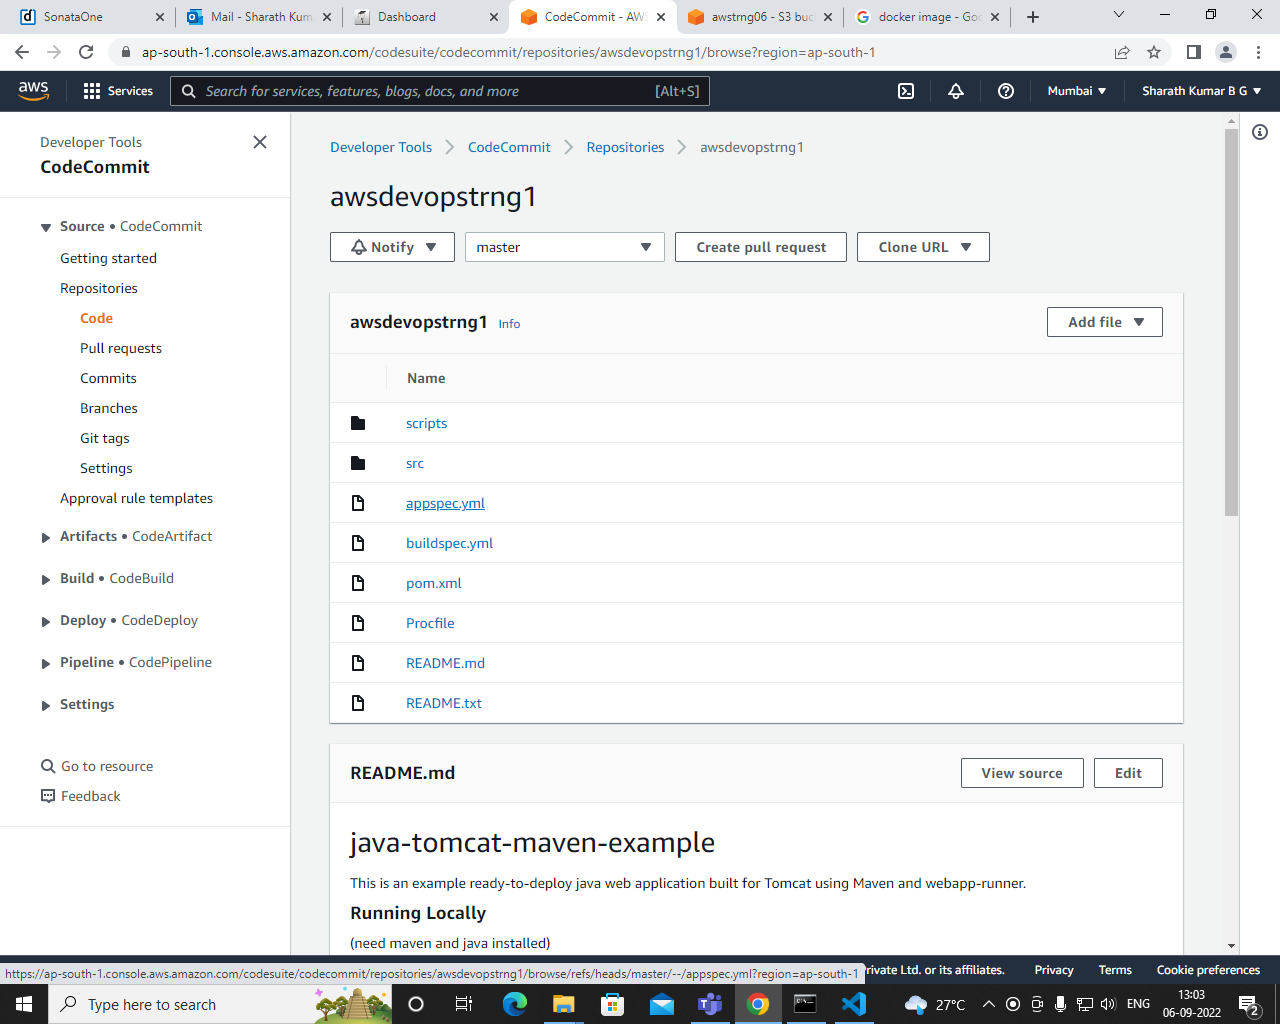 SonataOne
Mail - Sharath Kum
Dashboard
CodeCommit - AWS
awstrng06 - S3 buc
docker image - Goo
ap-south-1.console.aws.amazon.com/codesuite/codecommit/repositories/awsdevopstrng1/browse?region=ap-south-1
aws
Services
Search for services, features, blogs, docs, and more
[Alt+S]
Mumbai
Sharath Kumar B G
Developer Tools
CodeCommit
Source • CodeCommit
Getting started
Repositories
Code
Pull requests
Commits
Branches
Git tags
Settings
Approval rule templates
Artifacts • CodeArtifact
Build • CodeBuild
Deploy • CodeDeploy
Pipeline • CodePipeline
Settings
Go to resource
Feedback
Developer Tools
CodeCommit
Repositories
awsdevopstrng1
awsdevopstrng1
Notify
master
Create pull request
Clone URL
awsdevopstrng1 Info
Add file
Name
scripts
src
appspec.yml
buildspec.yml
pom.xml
Procfile
README.md
README.txt
README.md
View source
Edit
java-tomcat-maven-example
This is an example ready-to-deploy java web application built for Tomcat using Maven and webapp-runner.
Running Locally
(need maven and java installed)
https://ap-south-1.console.aws.amazon.com/codesuite/codecommit/repositories/awsdevopstrng1/browse/refs/heads/master/--/appspec.yml?region=ap-south-1
Ltd. or its affiliates.
Privacy
Terms
Cookie preferences
Type here to search
27°C
ENG
13:03
06-09-2022
2